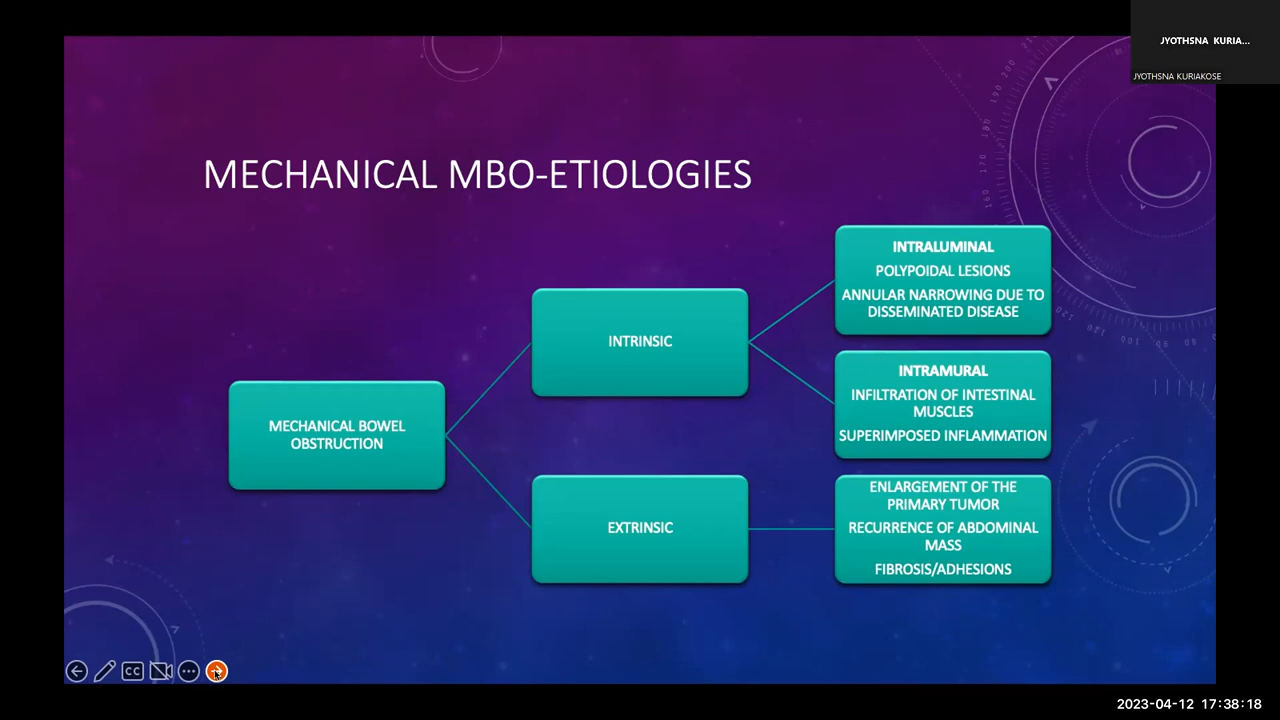 JYOTHSNA KURIA...
JYOTHSNA KURIAKOSE
MECHANICAL MBO-ETIOLOGIES
MECHANICAL BOWEL
OBSTRUCTION
INTRINSIC
INTRALUMINAL
POLYPOIDAL LESIONS
ANNULAR NARROWING DUE TO
DISSEMINATED DISEASE
INTRAMURAL
INFILTRATION OF INTESTINAL
MUSCLES
SUPERIMPOSED INFLAMMATION
EXTRINSIC
ENLARGEMENT OF THE
PRIMARY TUMOR
RECURRENCE OF ABDOMINAL
MASS
FIBROSIS/ADHESIONS
CC
2023-04-12 17:38:18